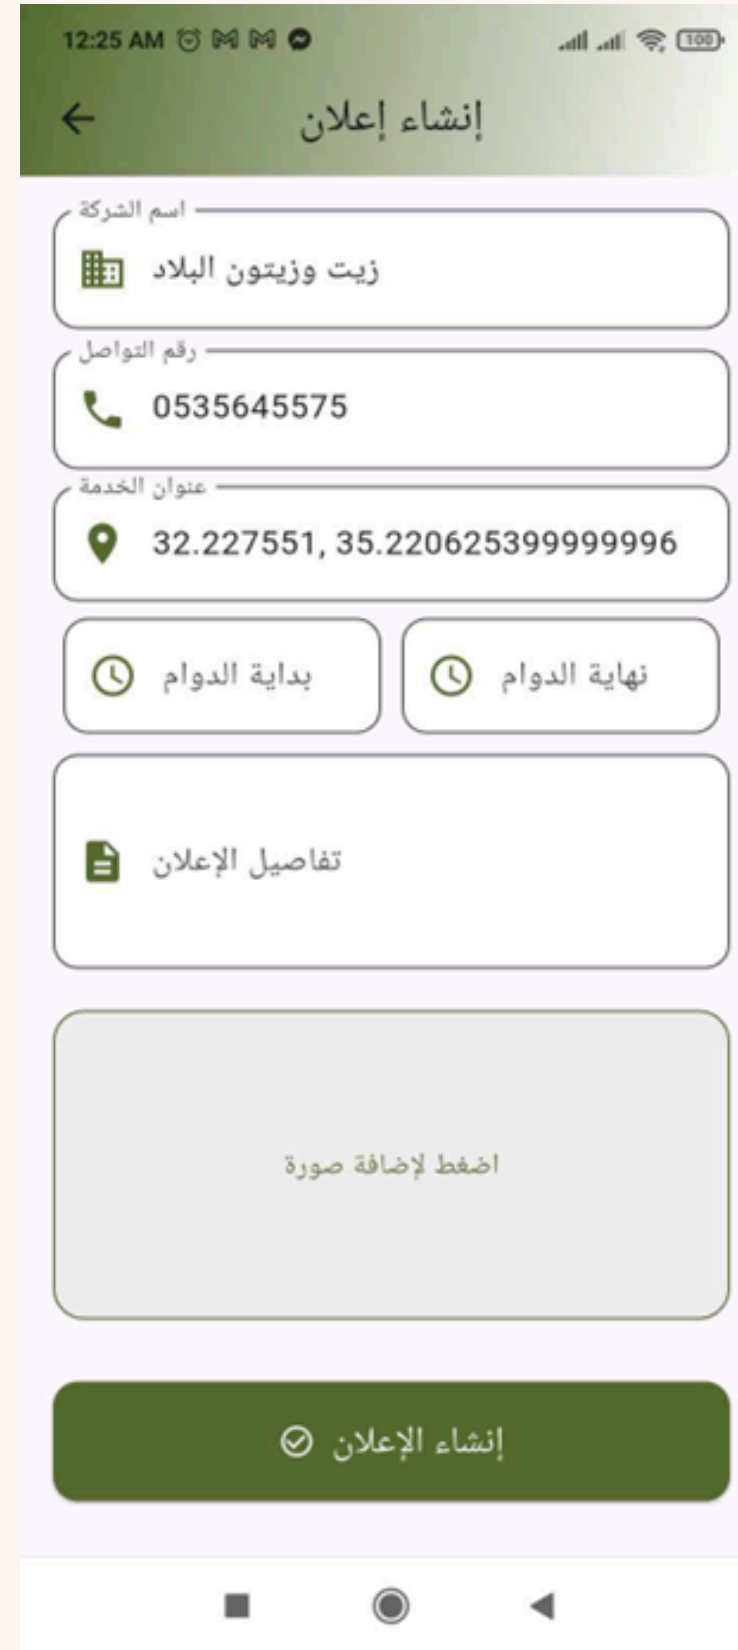 12:25 AM 100
إنشاء إعلان
اسم الشركة
زيت وزيتون البلاد
رقم التواصل
0535645575
عنوان الخدمة
32.227551, 35.220625399999996
بداية الدوام
نهاية الدوام
تفاصيل الإعلان
اضغط لإضافة صورة
إنشاء الإعلان